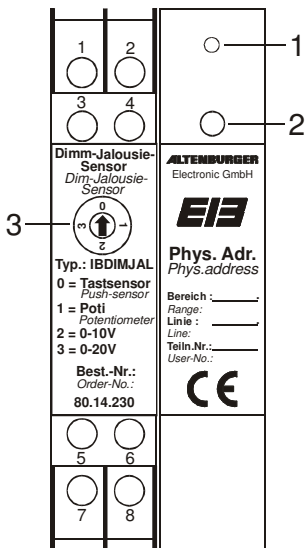 1 2
3 4
Dimm-Jalousie-
Sensor
Dim-Jalousie-
Sensor
0
3 1
2
Typ.: IBDIMJAL
0 = Tastsensor
Push-sensor
1 = Poti
Potentiometer
2 = 0-10V
3 = 0-20V
Best.-Nr.:
Order-No.:
80.14.230
5 6
7 8
3
1
2
ALTENBURGER
Electronic GmbH
EIB
Phys. Adr.
Phys.address
Bereich :______.
Range:
Linie :______.
Line:
Teiln.Nr.:______
User-No.:
CE